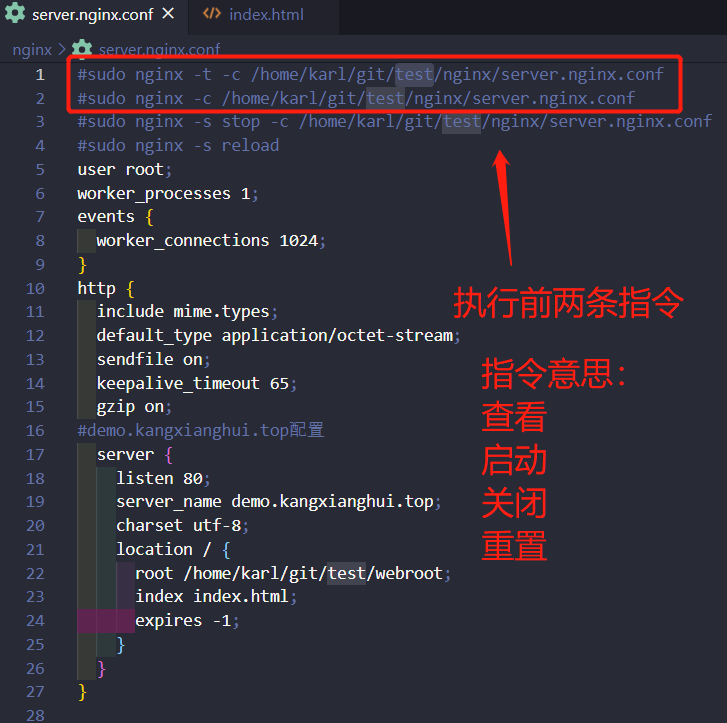 server.nginx.conf
index.html
nginx > server.nginx.conf
1 #sudo nginx -t -c /home/karl/git/test/nginx/server.nginx.conf
2 #sudo nginx -c /home/karl/git/test/nginx/server.nginx.conf
3 #sudo nginx -s stop -c /home/karl/git/test/nginx/server.nginx.conf
4 #sudo nginx -s reload
5 user root;
6 worker_processes 1;
7 events {
8 worker_connections 1024;
9 }
10 http {
11 include mime.types;
12 default_type application/octet-stream;
13 sendfile on;
14 keepalive_timeout 65;
15 gzip on;
16 #demo.kangxianghui.top配置
17 server {
18 listen 80;
19 server_name demo.kangxianghui.top;
20 charset utf-8;
21 location / {
22 root /home/karl/git/test/webroot;
23 index index.html;
24 expires -1;
25 }
26 }
27 }
28
执行前两条指令
指令意思：
查看
启动
关闭
重置